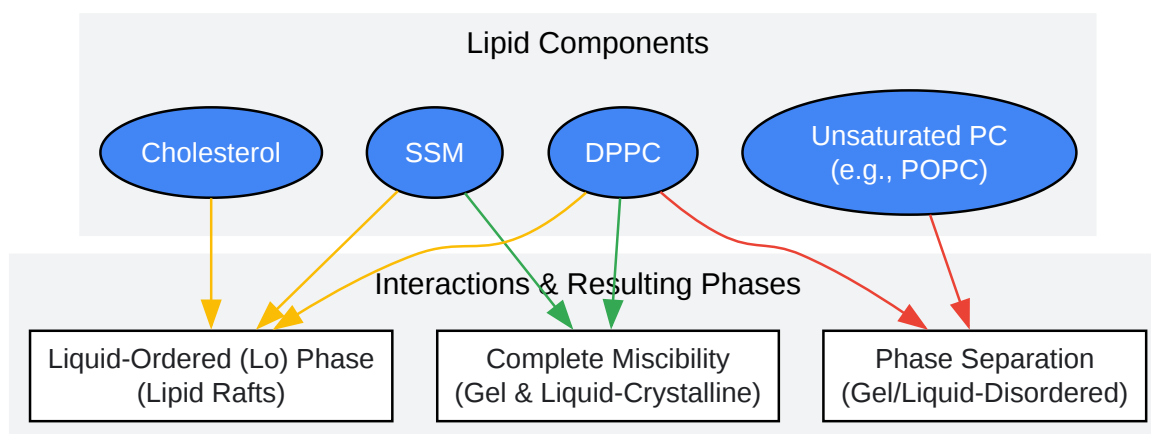 Lipid Components
Cholesterol
SSM
DPPC
Unsaturated PC
(e.g., POPC)
Interactions & Resulting Phases
Liquid-Ordered (Lo) Phase
(Lipid Rafts)
Complete Miscibility
(Gel & Liquid-Crystalline)
Phase Separation
(Gel/Liquid-Disordered)